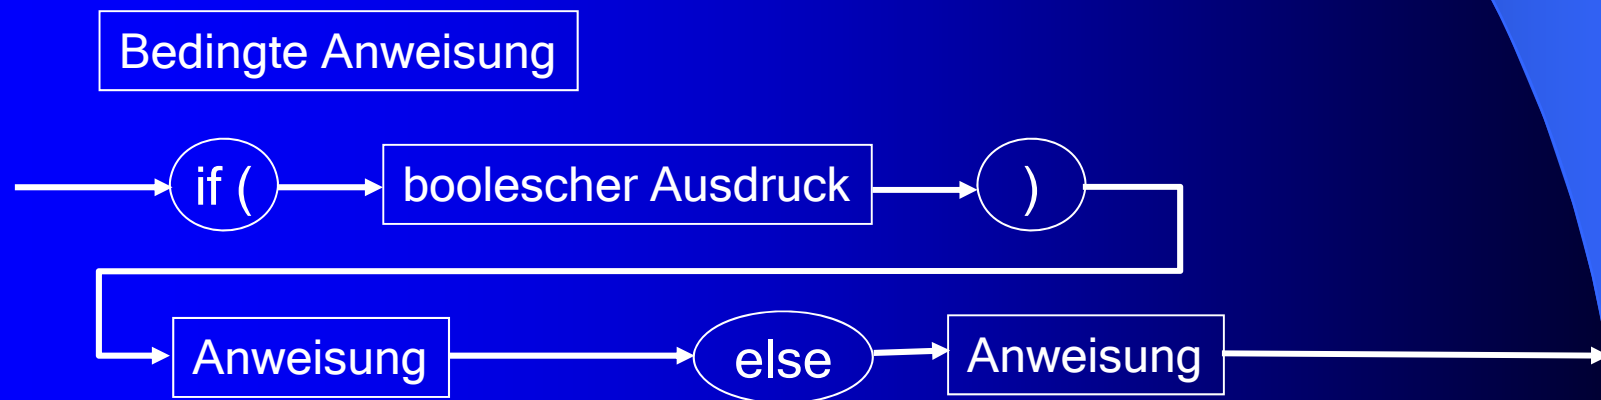 Bedingte Anweisung
if ( boolescher Ausdruck )
Anweisung else Anweisung